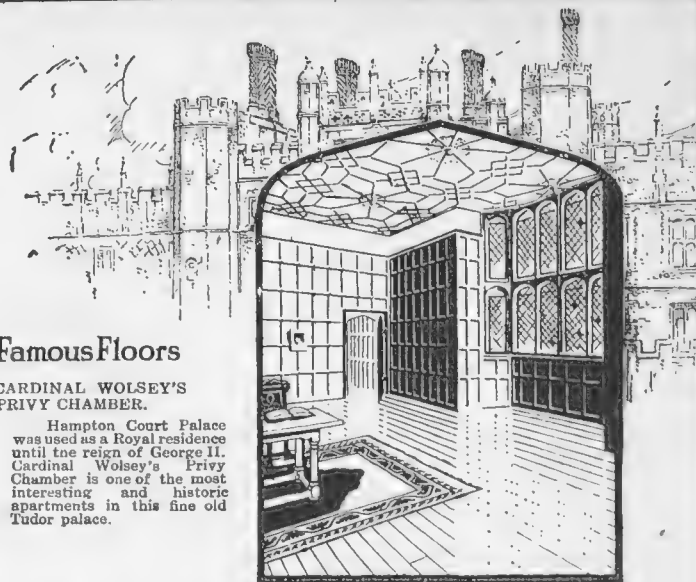 Famous Floors
CARDINAL WOLSEY'S
PRIVY CHAMBER.
Hampton Court Palace
was used as a Royal residence
until the reign of George II.
Cardinal Wolsey's Privy
Chamber is one of the most
interesting and historic
apartments in this fine old
Tudor palace.